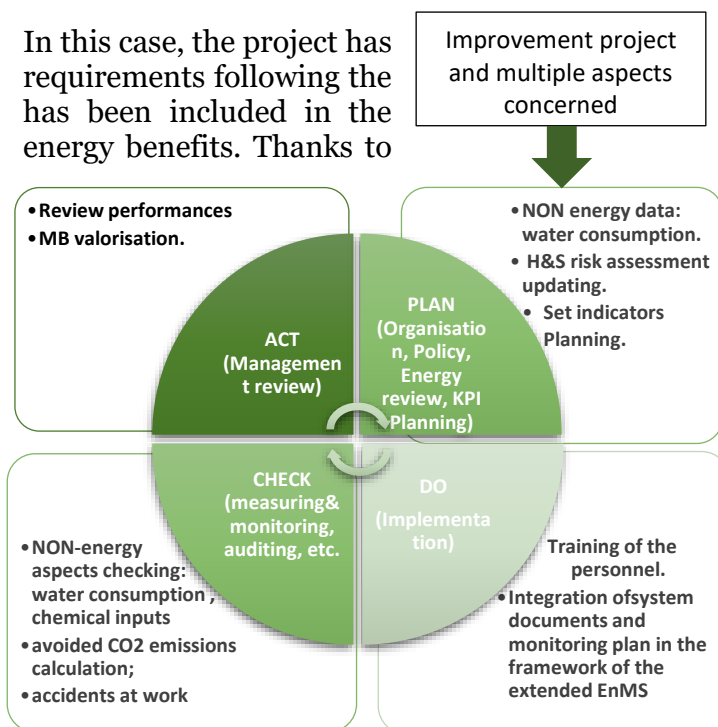 In this case, the project has
requirements following the
has been included in the
energy benefits. Thanks to
Improvement project
and multiple aspects
concerned
•Review performances
•MB valorisation.
•NON energy data:
water consumption.
• H&S risk assessment
updating.
• Set indicators
Planning.
ACT
(Managemen
t review)
PLAN
(Organisatio
n, Policy,
Energy
review, KPI
Planning)
CHECK
(measuring&
monitoring,
auditing, etc.
DO
(Implementa
tion)
•NON-energy
aspects checking:
water consumption ,
chemical inputs
•avoided CO2 emissions
calculation;
•accidents at work
Training of the
personnel.
•Integration ofsystem
documents and
monitoring plan in the
framework of the
extended EnMS